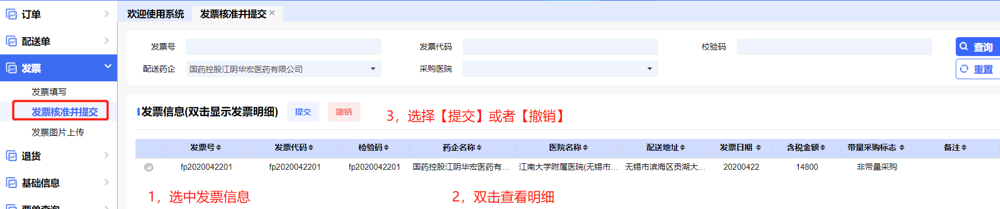 订单
配送单
发票
发票填写
发票核准并提交
发票图片上传
退货
基础信息
票单查询
欢迎使用系统 发票核准并提交 ×
发票号 发票代码 校验码 查询
配送药企 国药控股江阴华宏医药有限公司 采购医院 重置
发票信息(双击显示发票明细) 提交 撤销 3，选择【提交】或者【撤销】
发票号 发票代码 检验码 药企名称 医院名称 配送地址 发票日期 含税金额 带量采购标志 备注
fp2020042201 fp2020042201 fp2020042201 国药控股江阴华宏医药有... 江南大学附属医院(无锡市... 无锡市滨海区贡湖大... 20200422 14800 非带量采购
1，选中发票信息 2，双击查看明细